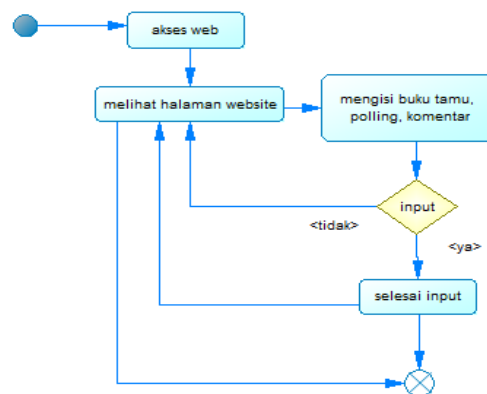 akses web
melihat halaman website
mengisi buku tamu,
polling, komentar
input
<tidak>
<ya>
selesai input